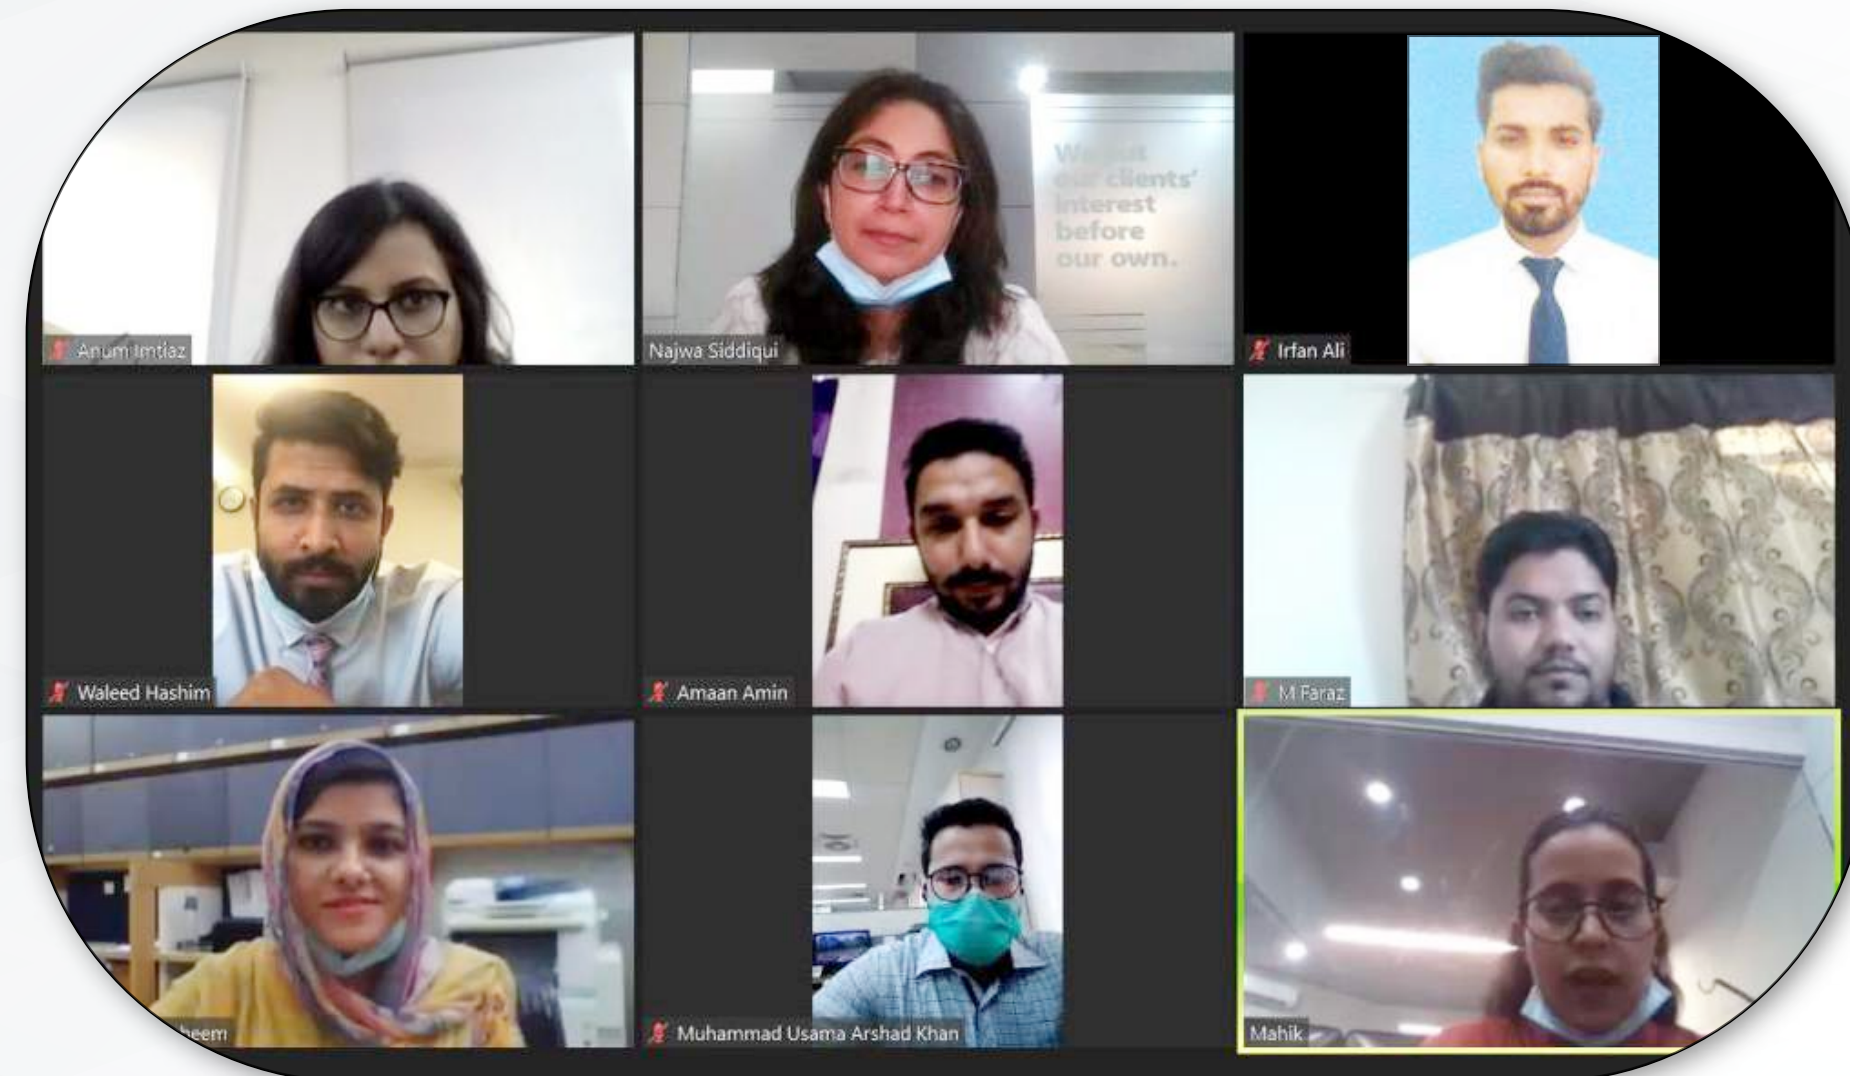 We put
our clients'
interest
before
our own.
Anum Imtiaz
Najwa Siddiqui
Irfan Ali
Waleed Hashim
Amaan Amin
M Faraz
Muhammad Usama Arshad Khan
Mahik